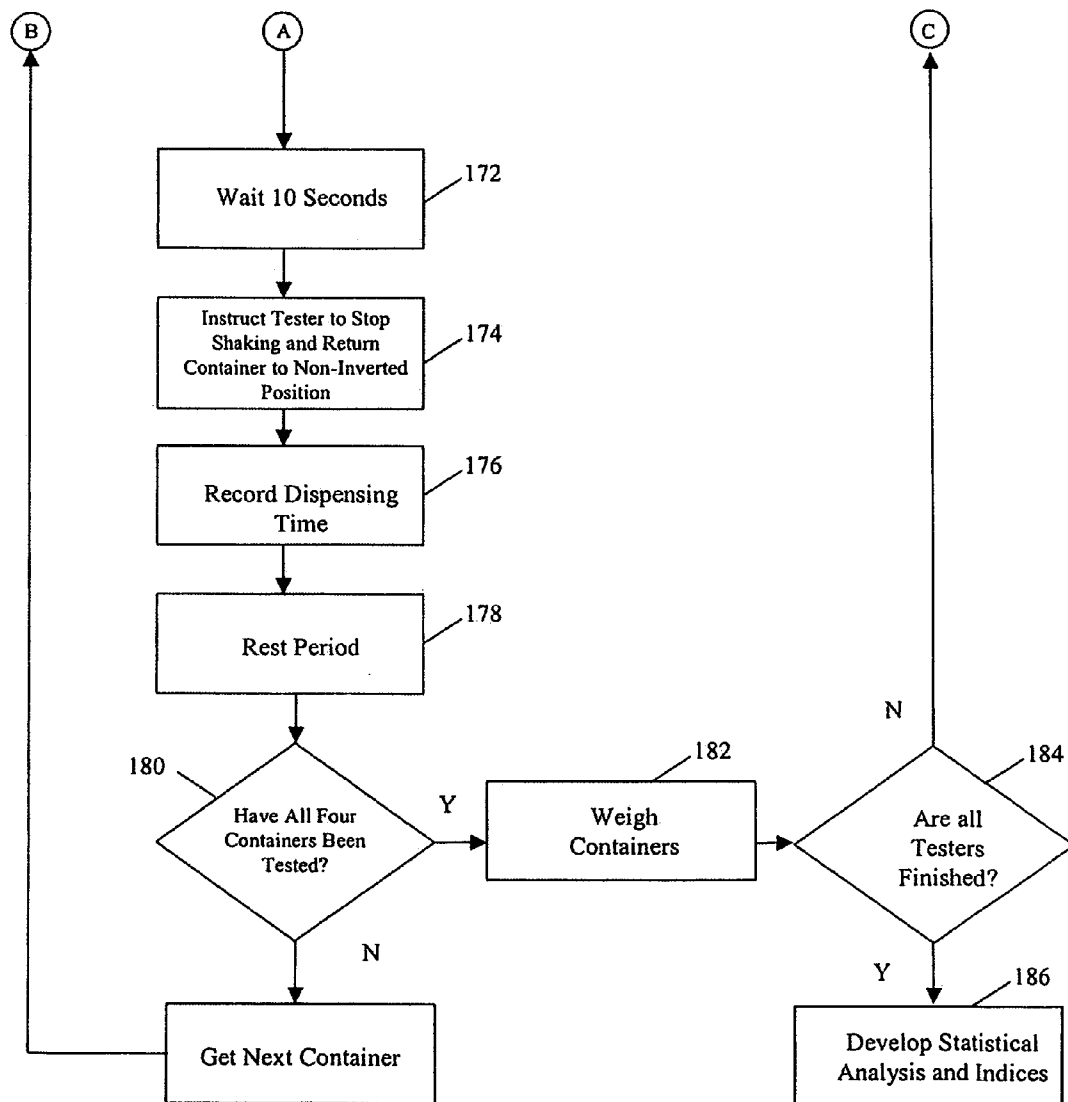 B
A
C
Wait 10 Seconds
172
Instruct Tester to Stop
Shaking and Return
Container to Non-Inverted
Position
174
Record Dispensing
Time
176
Rest Period
178
180
Have All Four
Containers Been
Tested?
Y
N
182
Weigh
Containers
N
184
Are all
Testers
Finished?
Y
186
Get Next Container
Develop Statistical
Analysis and Indices